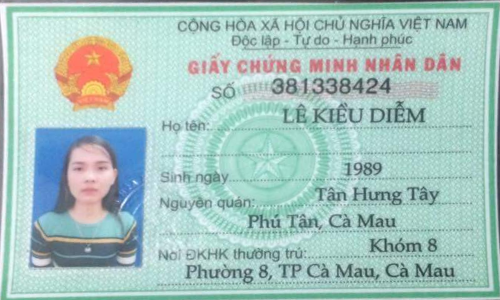 CỘNG HÒA XÃ HỘI CHỦ NGHĨA VIỆT NAM
Độc lập - Tự do - Hạnh phúc
GIẤY CHỨNG MINH NHÂN DÂN
SỐ 381338424
Họ tên: LÊ KIỀU DIỄM
Sinh ngày 1989
Nguyên quán: Tân Hưng Tây
Phú Tân, Cà Mau
Nơi ĐKHK thường trú: Khóm 8
Phường 8, TP Cà Mau, Cà Mau